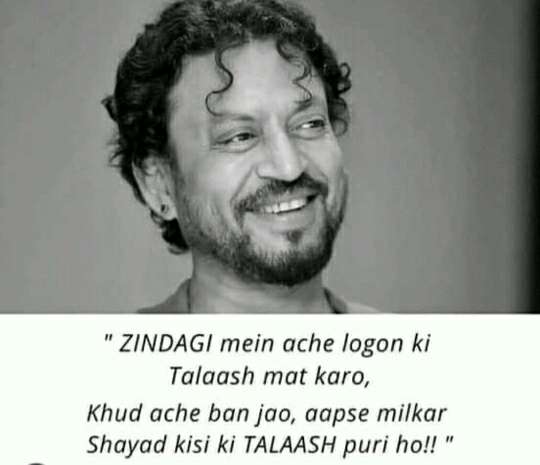 " ZINDAGI mein ache logon ki
Talaash mat karo,
Khud ache ban jao, aapse milkar
Shayad kisi ki TALAASH puri ho!! "